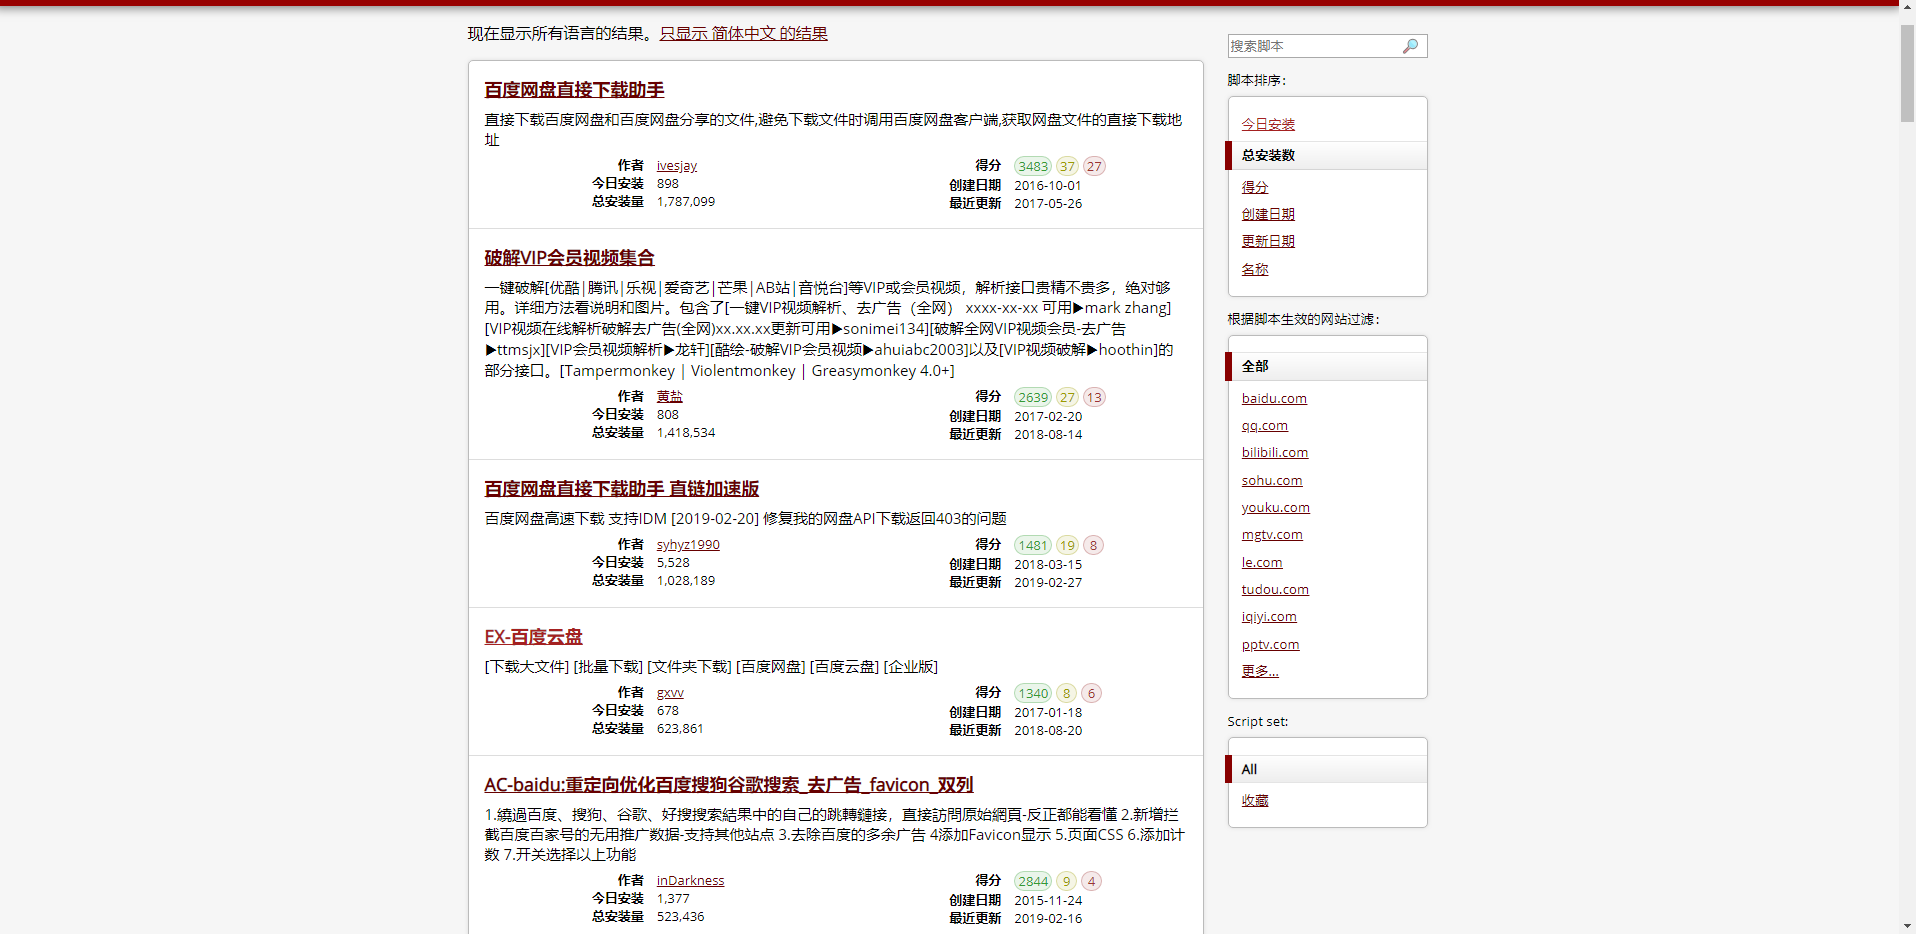 现在显示所有语言的结果。只显示 简体中文 的结果
百度网盘直接下载助手
直接下载百度网盘和百度网盘分享的文件,避免下载文件时调用百度网盘客户端,获取网盘文件的直接下载地
址
作者 ivesjay 得分 3483 37 27
今日安装 898 创建日期 2016-10-01
总安装量 1,787,099 最近更新 2017-05-26
破解VIP会员视频集合
一键破解[优酷|腾讯|乐视|爱奇艺|芒果|AB站|音悦台]等VIP或会员视频，解析接口贵精不贵多，绝对够
用。详细方法看说明和图片。包含了[一键VIP视频解析、去广告（全网） xxxx-xx-xx 可用▶mark zhang]
[VIP视频在线解析破解去广告(全网)xx.xx.xx更新可用▶sonimei134][破解全网VIP视频会员-去广告
▶ttmsjx][VIP会员视频解析▶龙轩][酷绘-破解VIP会员视频▶ahuiabc2003]以及[VIP视频破解▶hoothin]的
部分接口。[Tampermonkey | Violentmonkey | Greasymonkey 4.0+]
作者 黄盐 得分 2639 27 13
今日安装 808 创建日期 2017-02-20
总安装量 1,418,534 最近更新 2018-08-14
百度网盘直接下载助手 直链加速版
百度网盘高速下载 支持IDM [2019-02-20] 修复我的网盘API下载返回403的问题
作者 syhyz1990 得分 1481 19 8
今日安装 5,528 创建日期 2018-03-15
总安装量 1,028,189 最近更新 2019-02-27
EX-百度云盘
[下载大文件] [批量下载] [文件夹下载] [百度网盘] [百度云盘] [企业版]
作者 gxvv 得分 1340 8 6
今日安装 678 创建日期 2017-01-18
总安装量 623,861 最近更新 2018-08-20
AC-baidu:重定向优化百度搜狗谷歌搜索_去广告_favicon_双列
1.繞過百度、搜狗、谷歌、好搜搜索結果中的自己的跳轉鏈接，直接訪問原始網頁-反正都能看懂 2.新增拦
截百度百家号的无用推广数据-支持其他站点 3.去除百度的多余广告 4添加Favicon显示 5.页面CSS 6.添加计
数 7.开关选择以上功能
作者 inDarkness 得分 2844 9 4
今日安装 1,377 创建日期 2015-11-24
总安装量 523,436 最近更新 2019-02-16
搜索脚本
脚本排序：
今日安装
总安装数
得分
创建日期
更新日期
名称
根据脚本生效的网站过滤：
全部
baidu.com
qq.com
bilibili.com
sohu.com
youku.com
mgtv.com
le.com
tudou.com
iqiyi.com
pptv.com
更多...
Script set:
All
收藏